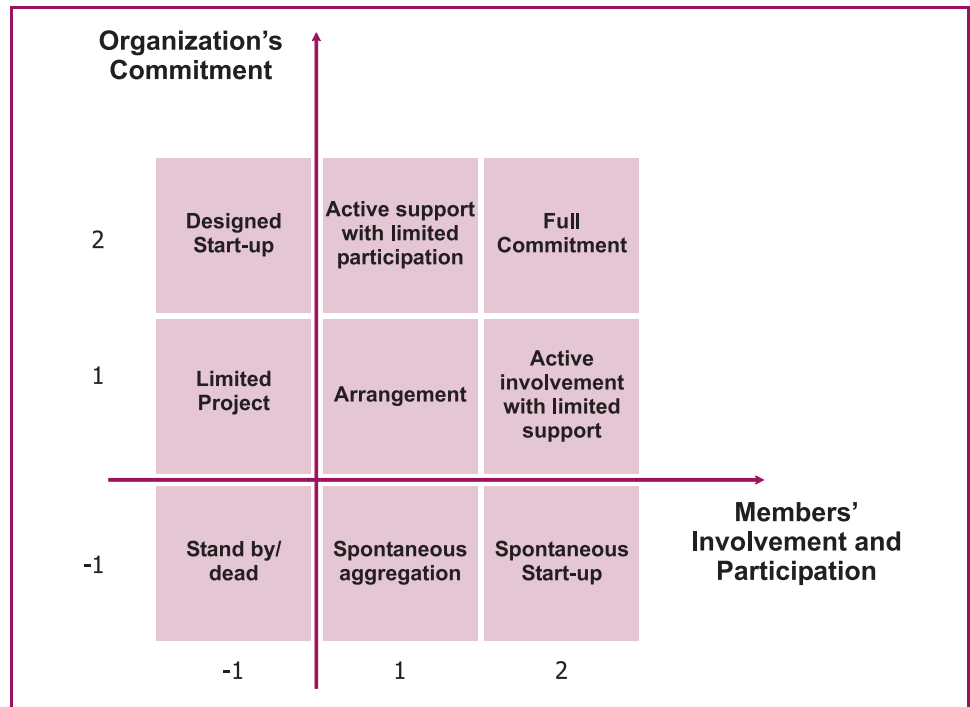 Organization's
Commitment
2
Designed
Start-up
Active support
with limited
participation
Full
Commitment
1
Limited
Project
Arrangement
Active
involvement
with limited
support
-1
Stand by/
dead
Spontaneous
aggregation
Spontaneous
Start-up
Members'
Involvement and
Participation
-1
1
2